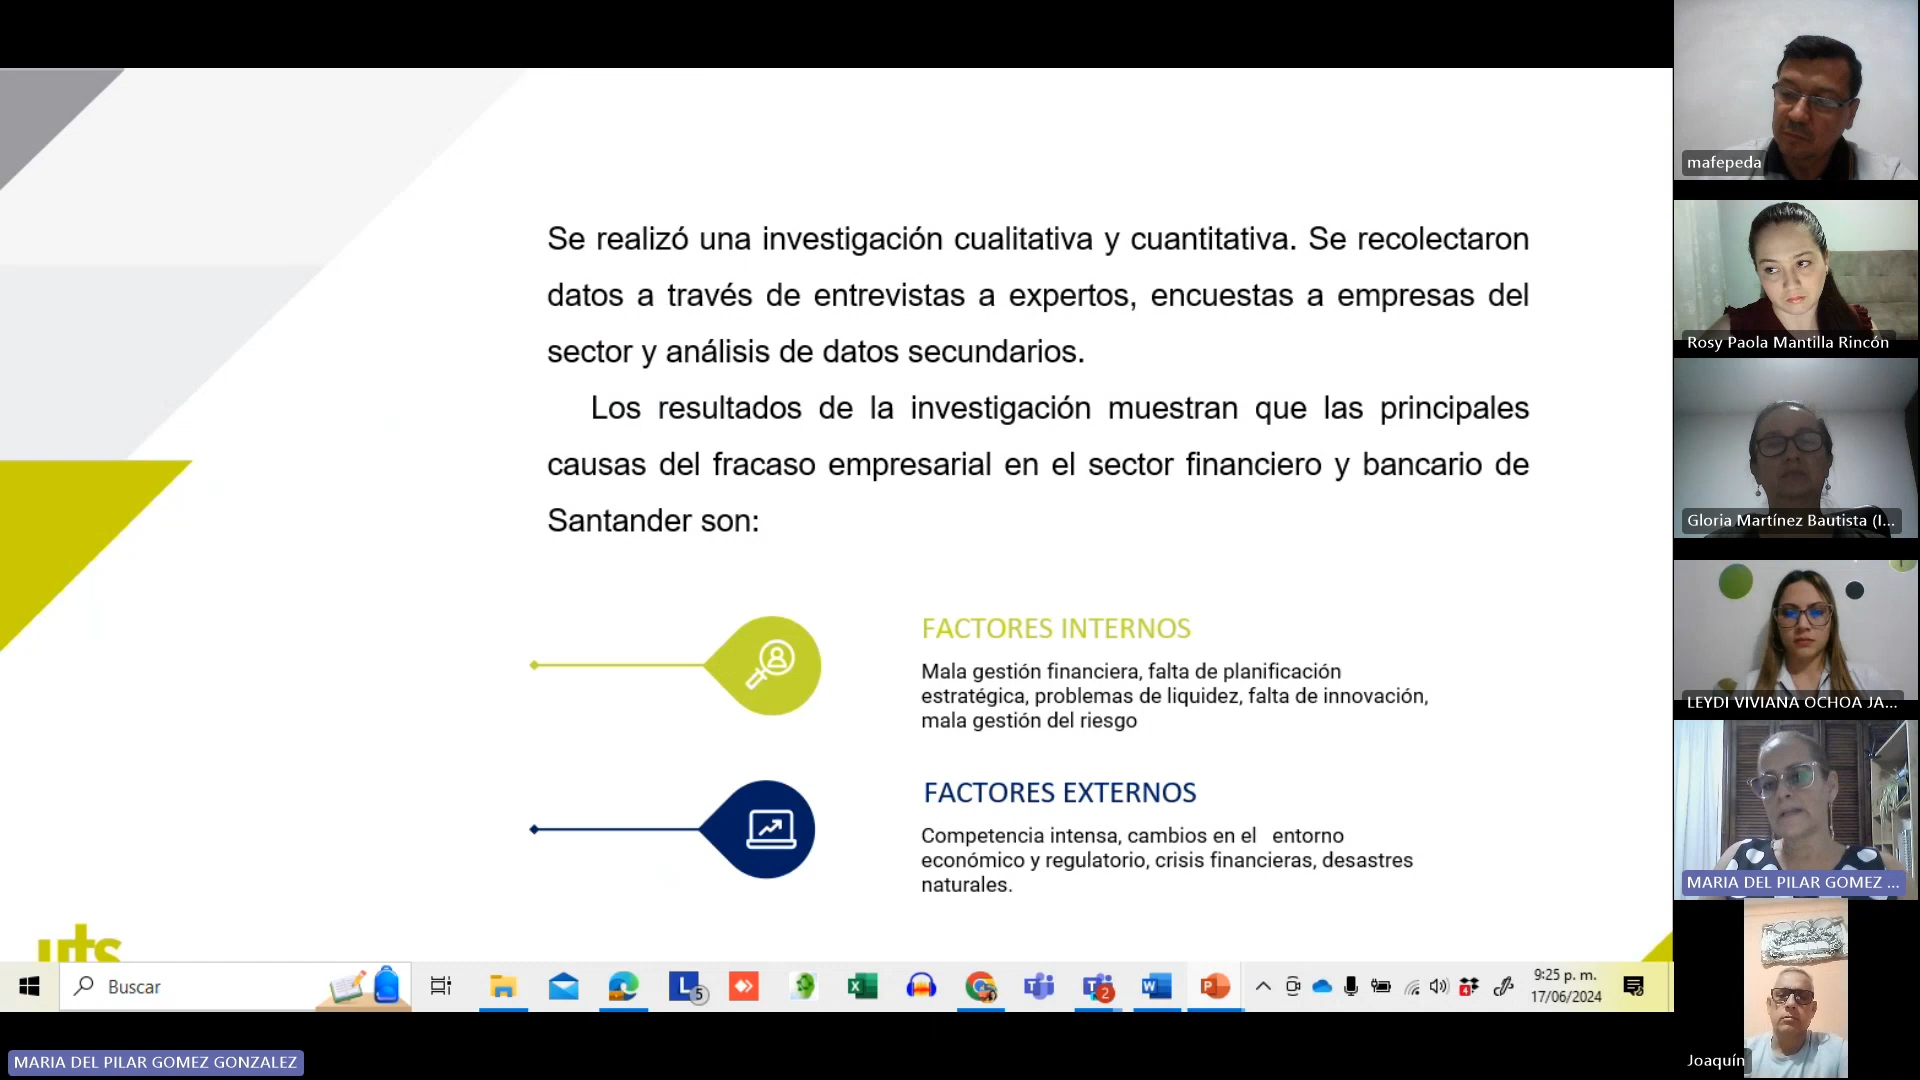 Se realizó una investigación cualitativa y cuantitativa. Se recolectaron
datos a través de entrevistas a expertos, encuestas a empresas del
sector y análisis de datos secundarios.
Los resultados de la investigación muestran que las principales
causas del fracaso empresarial en el sector financiero y bancario de
Santander son:
FACTORES INTERNOS
Mala gestión financiera, falta de planificación
estratégica, problemas de liquidez, falta de innovación,
mala gestión del riesgo
FACTORES EXTERNOS
Competencia intensa, cambios en el entorno
económico y regulatorio, crisis financieras, desastres
naturales.
uts
Buscar
5
2
4
9:25 p. m.
17/06/2024
MARIA DEL PILAR GOMEZ GONZALEZ
mafepeda
Rosy Paola Mantilla Rincón
Gloria Martínez Bautista (I...
LEYDI VIVIANA OCHOA JA...
MARIA DEL PILAR GOMEZ ...
Joaquín